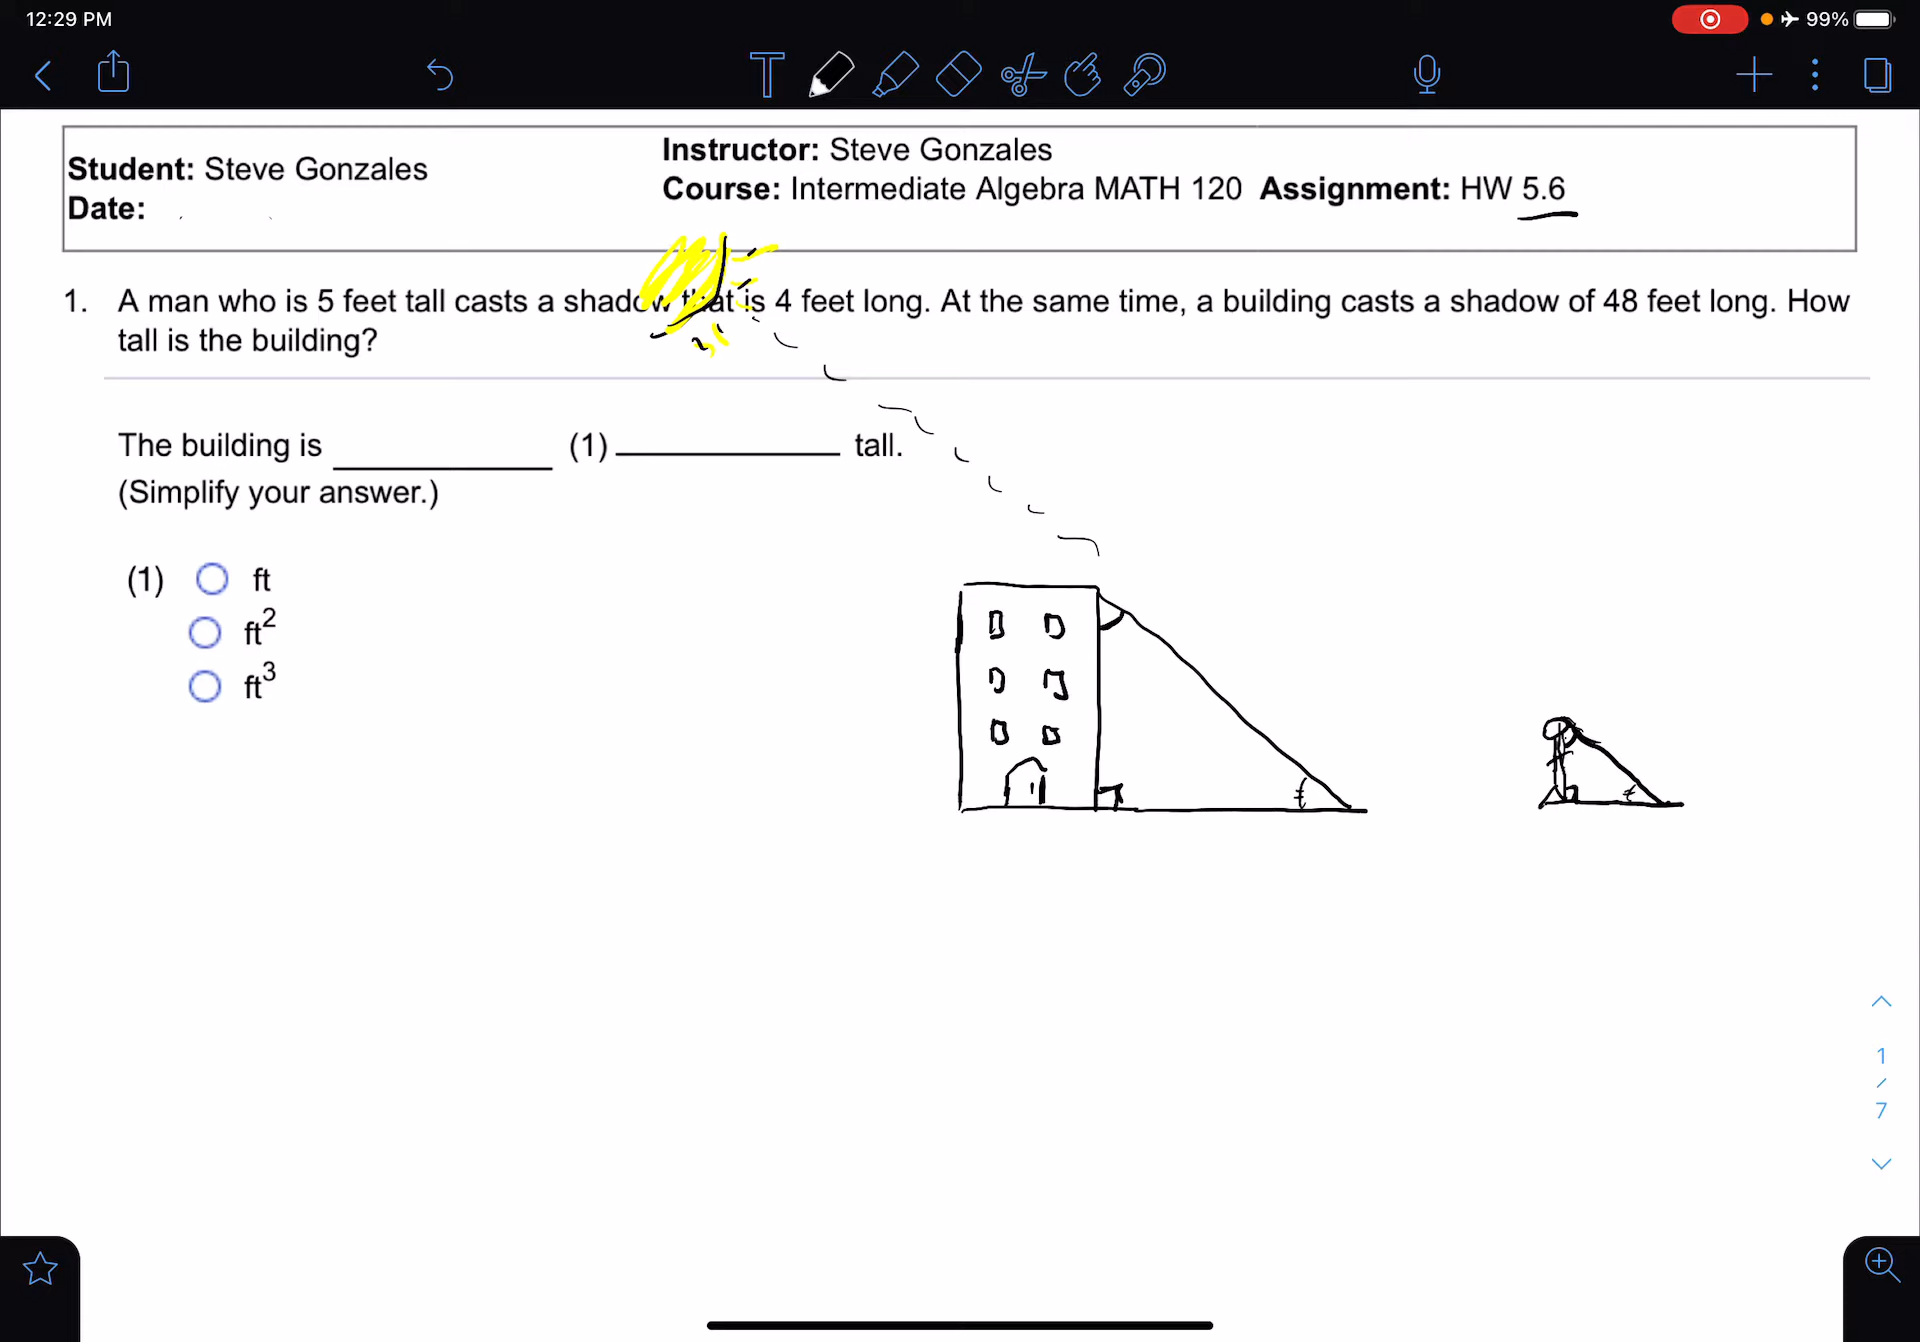 12:29 PM
99%
Student: Steve Gonzales
Date:
Instructor: Steve Gonzales
Course: Intermediate Algebra MATH 120 Assignment: HW 5.6
1. A man who is 5 feet tall casts a shadow that is 4 feet long. At the same time, a building casts a shadow of 48 feet long. How
tall is the building?
The building is ____________ (1) ____________ tall.
(Simplify your answer.)
(1) ○ ft
○ ft²
○ ft³
1
/
7